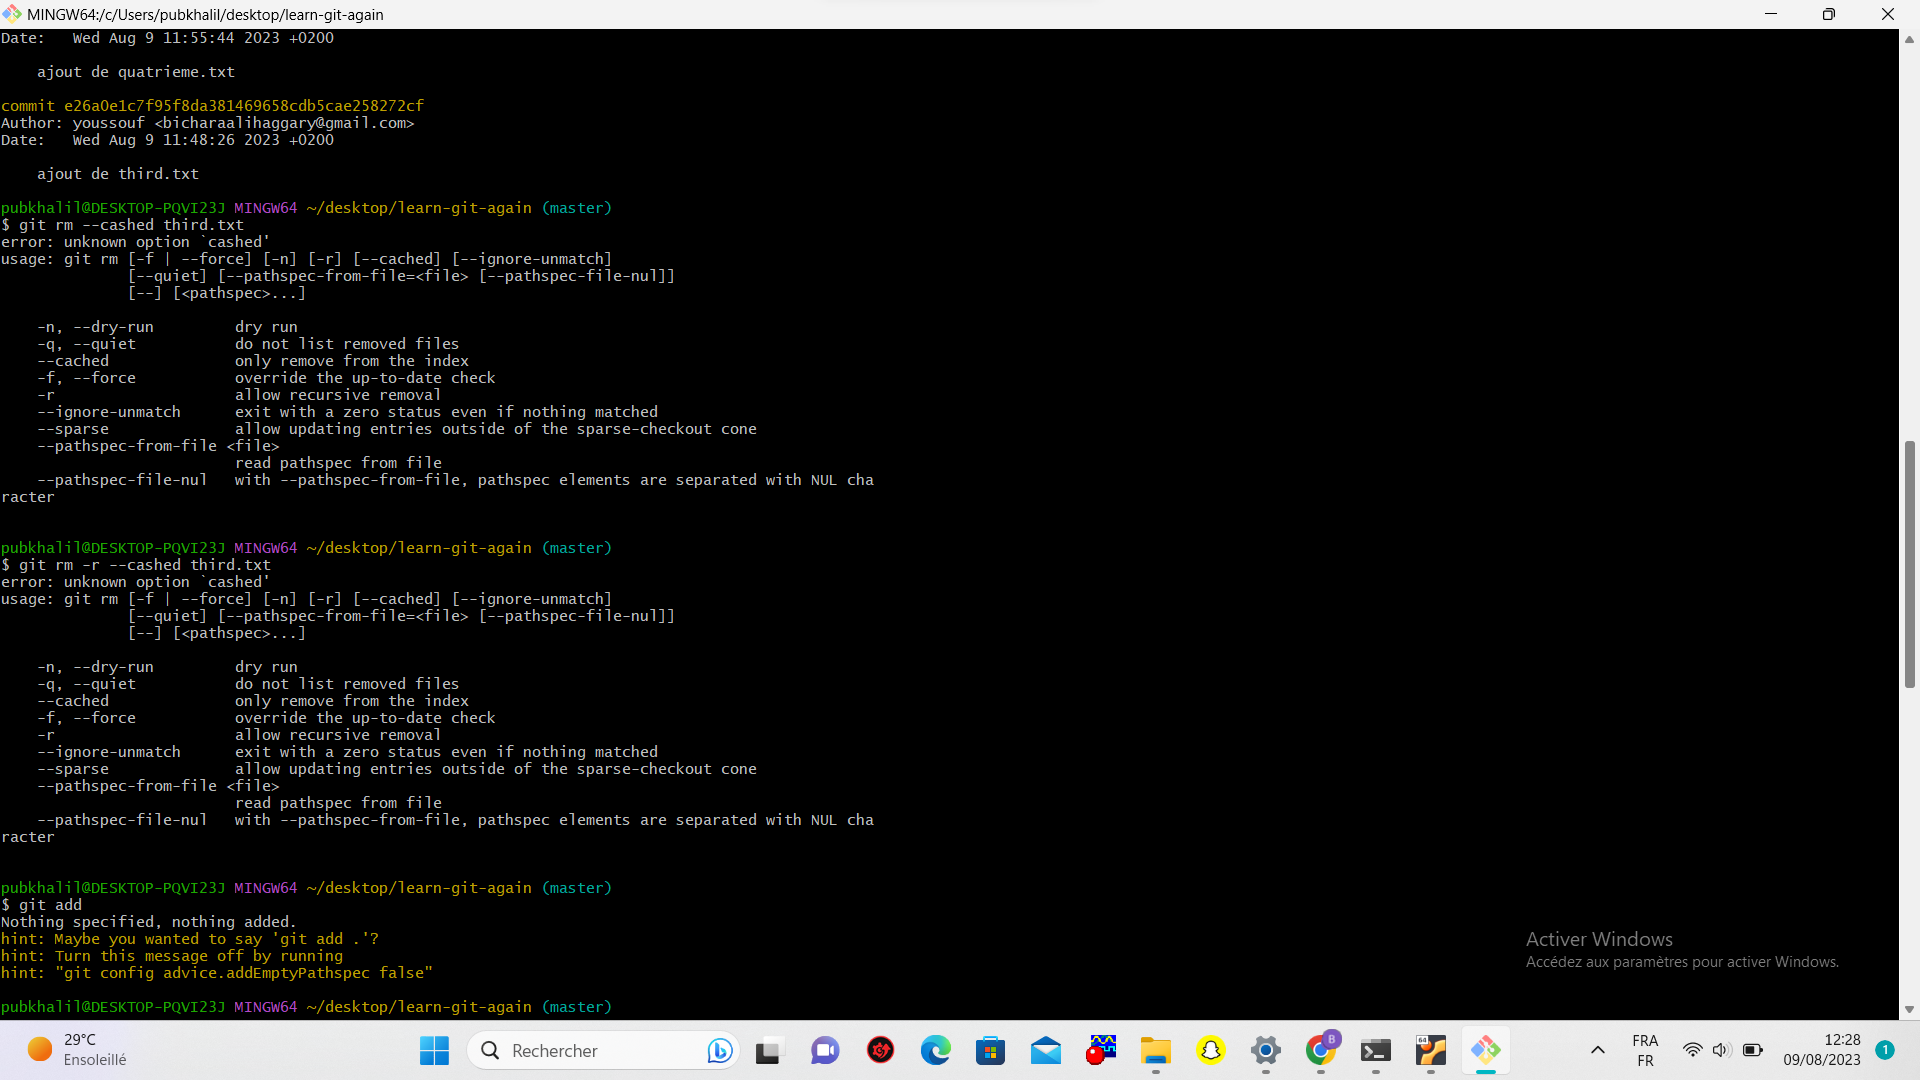 MINGW64:/c/Users/pubkhalil/desktop/learn-git-again
Date:   Wed Aug 9 11:55:44 2023 +0200
    ajout de quatrieme.txt
commit e26a0e1c7f95f8da381469658cdb5cae258272cf
Author: youssouf <bicharaalihaggary@gmail.com>
Date:   Wed Aug 9 11:48:26 2023 +0200
    ajout de third.txt
pubkhalil@DESKTOP-PQVI23J MINGW64 ~/desktop/learn-git-again (master)
$ git rm --cashed third.txt
error: unknown option `cashed'
usage: git rm [-f | --force] [-n] [-r] [--cached] [--ignore-unmatch]
              [--quiet] [--pathspec-from-file=<file> [--pathspec-file-nul]]
              [--] [<pathspec>...]
    -n, --dry-run         dry run
    -q, --quiet           do not list removed files
    --cached              only remove from the index
    -f, --force           override the up-to-date check
    -r                    allow recursive removal
    --ignore-unmatch      exit with a zero status even if nothing matched
    --sparse              allow updating entries outside of the sparse-checkout cone
    --pathspec-from-file <file>
                          read pathspec from file
    --pathspec-file-nul   with --pathspec-from-file, pathspec elements are separated with NUL cha
racter
pubkhalil@DESKTOP-PQVI23J MINGW64 ~/desktop/learn-git-again (master)
$ git rm -r --cashed third.txt
error: unknown option `cashed'
usage: git rm [-f | --force] [-n] [-r] [--cached] [--ignore-unmatch]
              [--quiet] [--pathspec-from-file=<file> [--pathspec-file-nul]]
              [--] [<pathspec>...]
    -n, --dry-run         dry run
    -q, --quiet           do not list removed files
    --cached              only remove from the index
    -f, --force           override the up-to-date check
    -r                    allow recursive removal
    --ignore-unmatch      exit with a zero status even if nothing matched
    --sparse              allow updating entries outside of the sparse-checkout cone
    --pathspec-from-file <file>
                          read pathspec from file
    --pathspec-file-nul   with --pathspec-from-file, pathspec elements are separated with NUL cha
racter
pubkhalil@DESKTOP-PQVI23J MINGW64 ~/desktop/learn-git-again (master)
$ git add
Nothing specified, nothing added.
hint: Maybe you wanted to say 'git add .'?
hint: Turn this message off by running
hint: "git config advice.addEmptyPathspec false"
pubkhalil@DESKTOP-PQVI23J MINGW64 ~/desktop/learn-git-again (master)
Activer Windows
Accédez aux paramètres pour activer Windows.
29°C
Ensoleillé
Rechercher
B
64
FRA
FR
12:28
09/08/2023
1